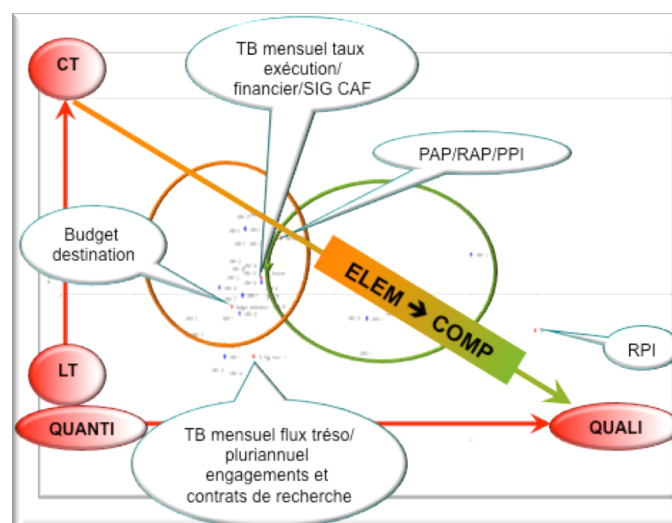 CT
TB mensuel taux
exécution/
financier/SIG CAF
PAP/RAP/PPI
Budget
destination
ELEM ➔ COMP
RPI
LT
QUANTI
QUALI
TB mensuel flux tréso/
pluriannuel
engagements et
contrats de recherche